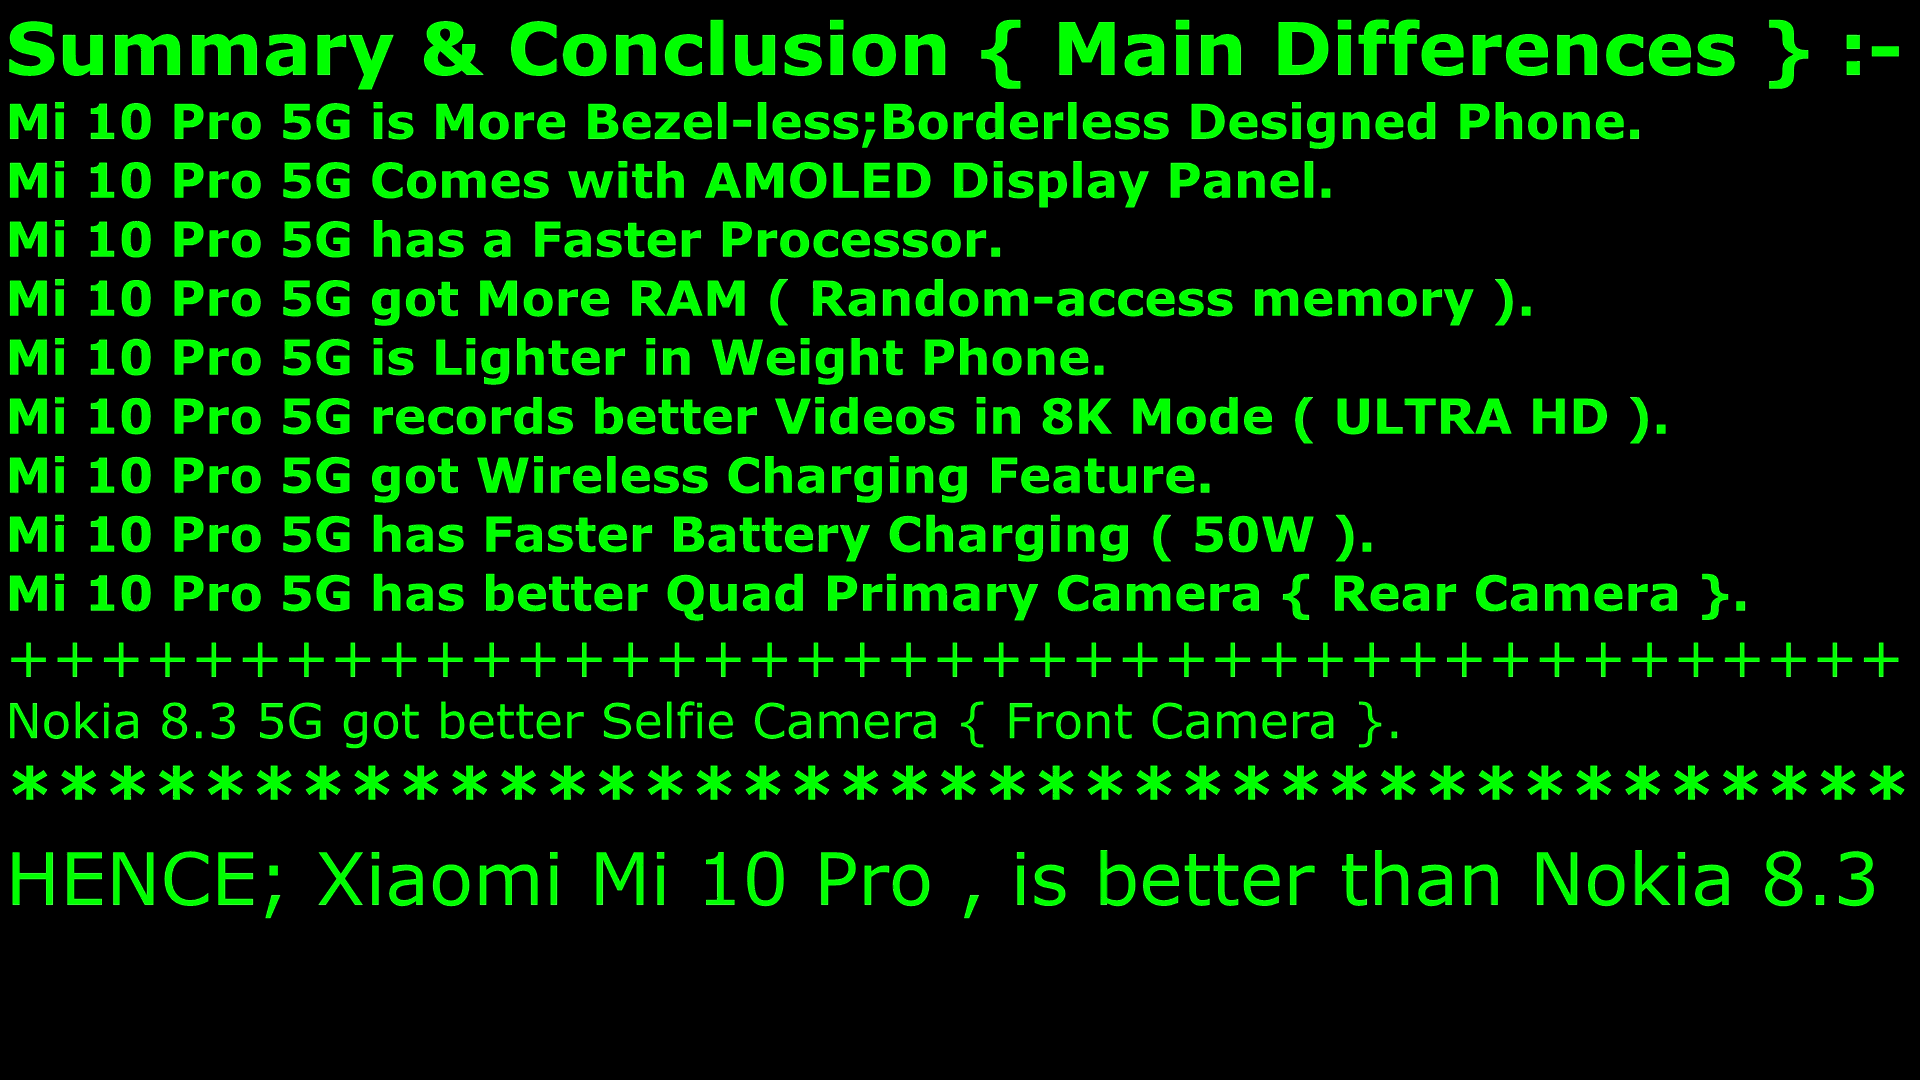 Summary & Conclusion { Main Differences } :-
Mi 10 Pro 5G is More Bezel-less;Borderless Designed Phone.
Mi 10 Pro 5G Comes with AMOLED Display Panel.
Mi 10 Pro 5G has a Faster Processor.
Mi 10 Pro 5G got More RAM ( Random-access memory ).
Mi 10 Pro 5G is Lighter in Weight Phone.
Mi 10 Pro 5G records better Videos in 8K Mode ( ULTRA HD ).
Mi 10 Pro 5G got Wireless Charging Feature.
Mi 10 Pro 5G has Faster Battery Charging ( 50W ).
Mi 10 Pro 5G has better Quad Primary Camera { Rear Camera }.
+++++++++++++++++++++++++++++++++++++++++
Nokia 8.3 5G got better Selfie Camera { Front Camera }.
***************************************
HENCE; Xiaomi Mi 10 Pro , is better than Nokia 8.3